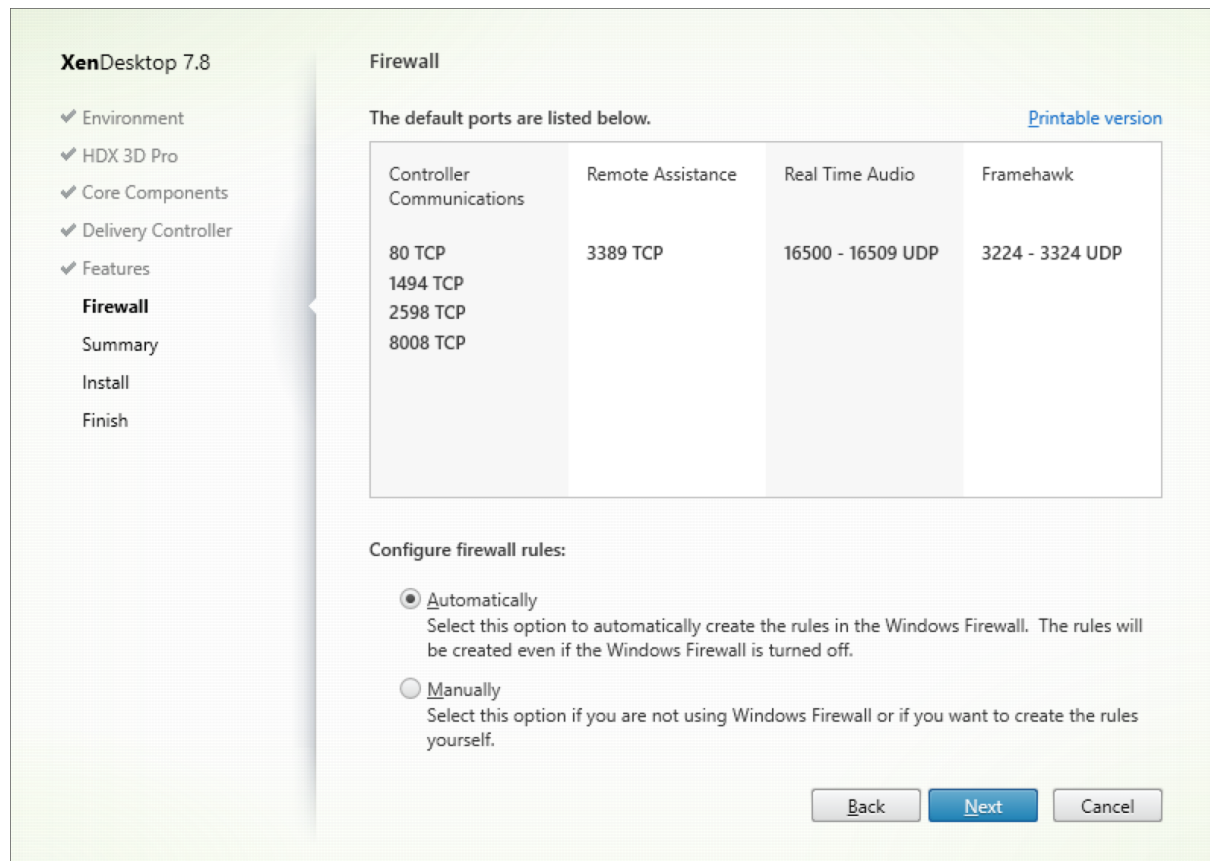 XenDesktop 7.8
Environment
HDX 3D Pro
Core Components
Delivery Controller
Features
Firewall
Summary
Install
Finish
Firewall
The default ports are listed below.
Printable version
Controller
Communications
80 TCP
1494 TCP
2598 TCP
8008 TCP
Remote Assistance
3389 TCP
Real Time Audio
16500 - 16509 UDP
Framehawk
3224 - 3324 UDP
Configure firewall rules:
Automatically
Select this option to automatically create the rules in the Windows Firewall.  The rules will
be created even if the Windows Firewall is turned off.
Manually
Select this option if you are not using Windows Firewall or if you want to create the rules
yourself.
Back
Next
Cancel